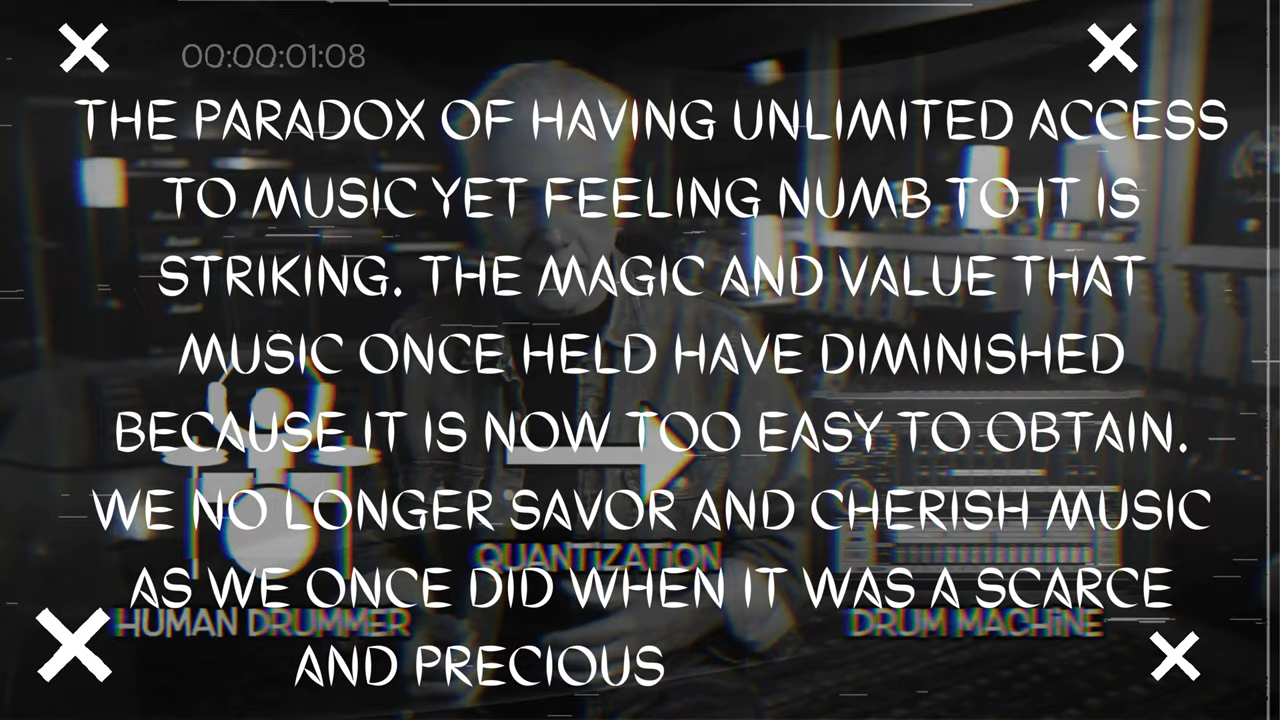 00:00:01:08
THE PARADOX OF HAVING UNLIMITED ACCESS
TO MUSIC YET FEELING NUMB TO IT IS
STRIKING. THE MAGIC AND VALUE THAT
MUSIC ONCE HELD HAVE DIMINISHED
BECAUSE IT IS NOW TOO EASY TO OBTAIN.
WE NO LONGER SAVOR AND CHERISH MUSIC
QUANTIZATION
AS WE ONCE DID WHEN IT WAS A SCARCE
HUMAN DRUMMER
DRUM MACHINE
AND PRECIOUS